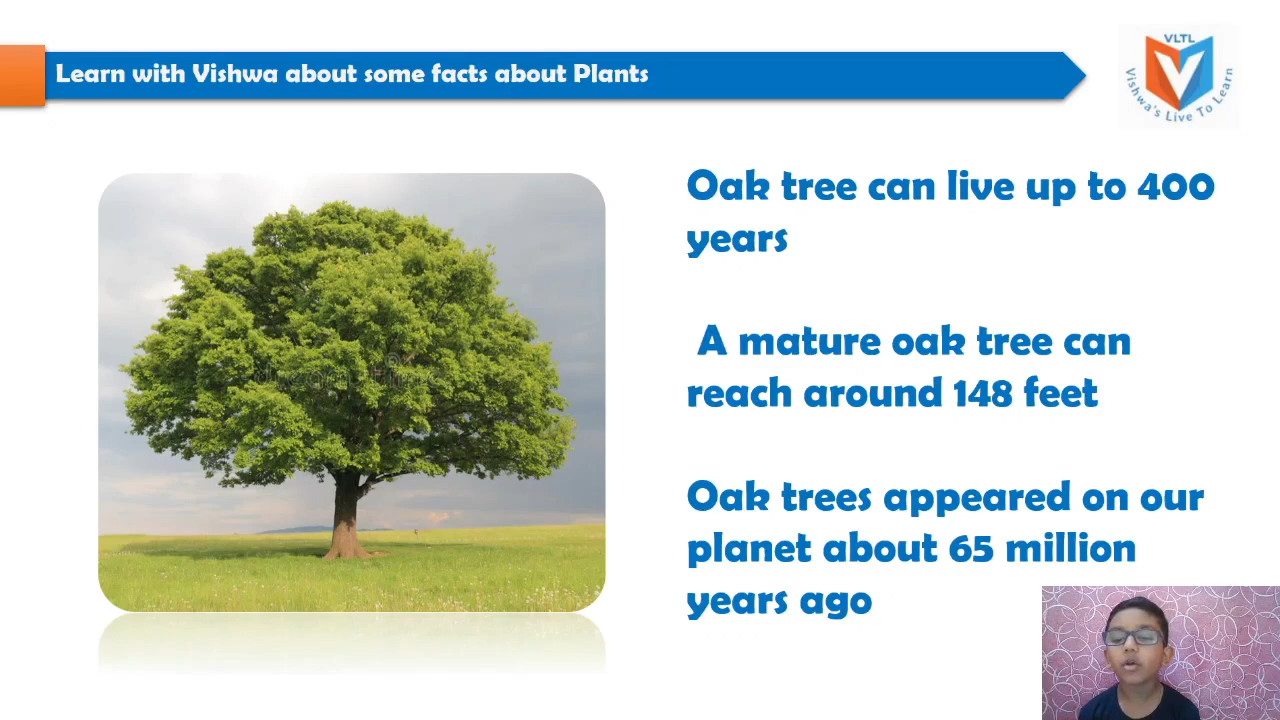 Learn with Vishwa about some facts about Plants
VLTL
Vishwa's Live To Learn
Oak tree can live up to 400
years
A mature oak tree can
reach around 148 feet
Oak trees appeared on our
planet about 65 million
years ago